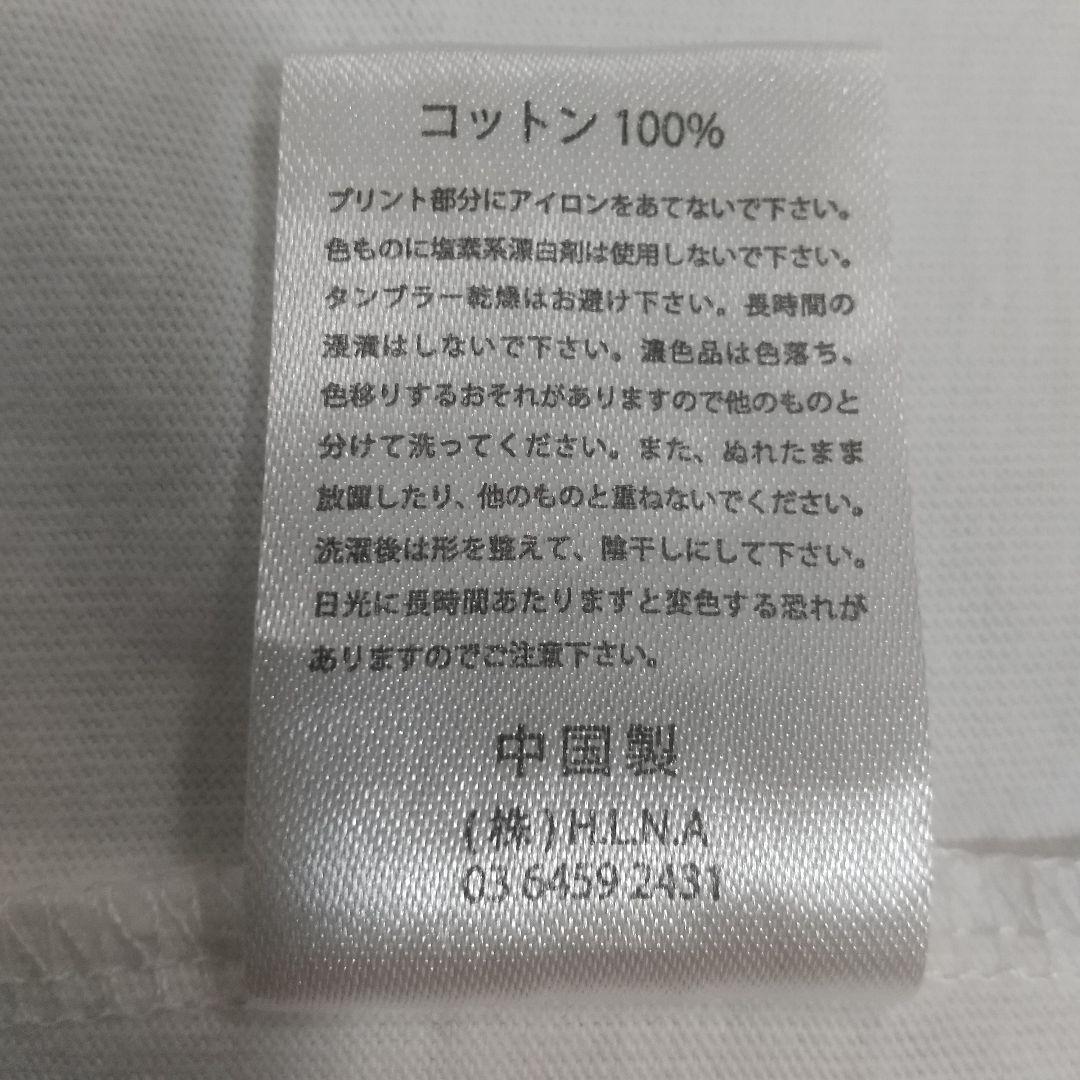 コットン 100%
プリント部分にアイロンをあてないで下さい。
色ものに塩素系漂白剤は使用しないで下さい。
タンブラー乾燥はお避け下さい。長時間の
浸漬はしないで下さい。濃色品は色落ち、
色移りするおそれがありますので他のものと
分けて洗ってください。また、ぬれたまま
放置したり、他のものと重ねないでください。
洗濯後は形を整えて、陰干しにして下さい。
日光に長時間あたりますと変色する恐れが
ありますのでご注意下さい。
中国製
(株)H.L.N.A
03 6459 2431